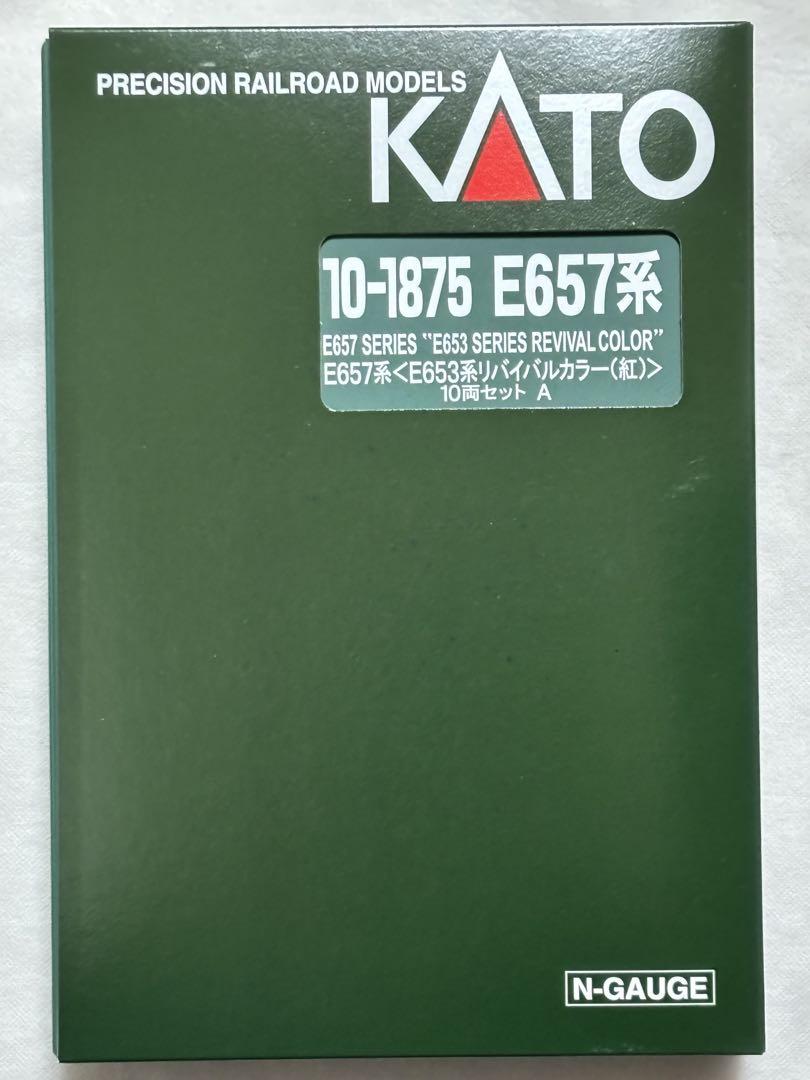 PRECISION RAILROAD MODELS
KATO
10-1875 E657系
E657 SERIES “E653 SERIES REVIVAL COLOR”
E657系<E653系リバイバルカラー(紅)>
10両セット A
N-GAUGE